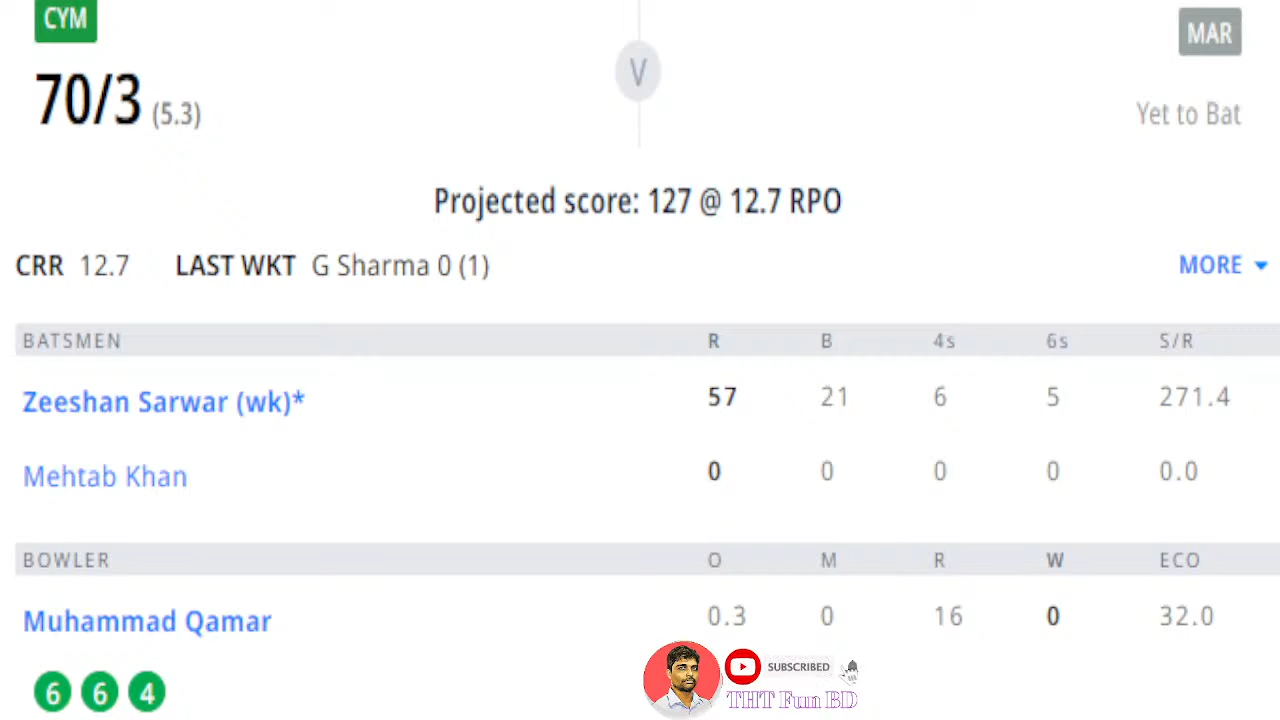 CYM
MAR
70/3 (5.3)
V
Yet to Bat
Projected score: 127 @ 12.7 RPO
CRR 12.7 LAST WKT G Sharma 0 (1) MORE
BATSMEN R B 4s 6s S/R
Zeeshan Sarwar (wk)* 57 21 6 5 271.4
Mehtab Khan 0 0 0 0 0.0
BOWLER O M R W ECO
Muhammad Qamar 0.3 0 16 0 32.0
6 6 4
SUBSCRIBED
THT Fun BD